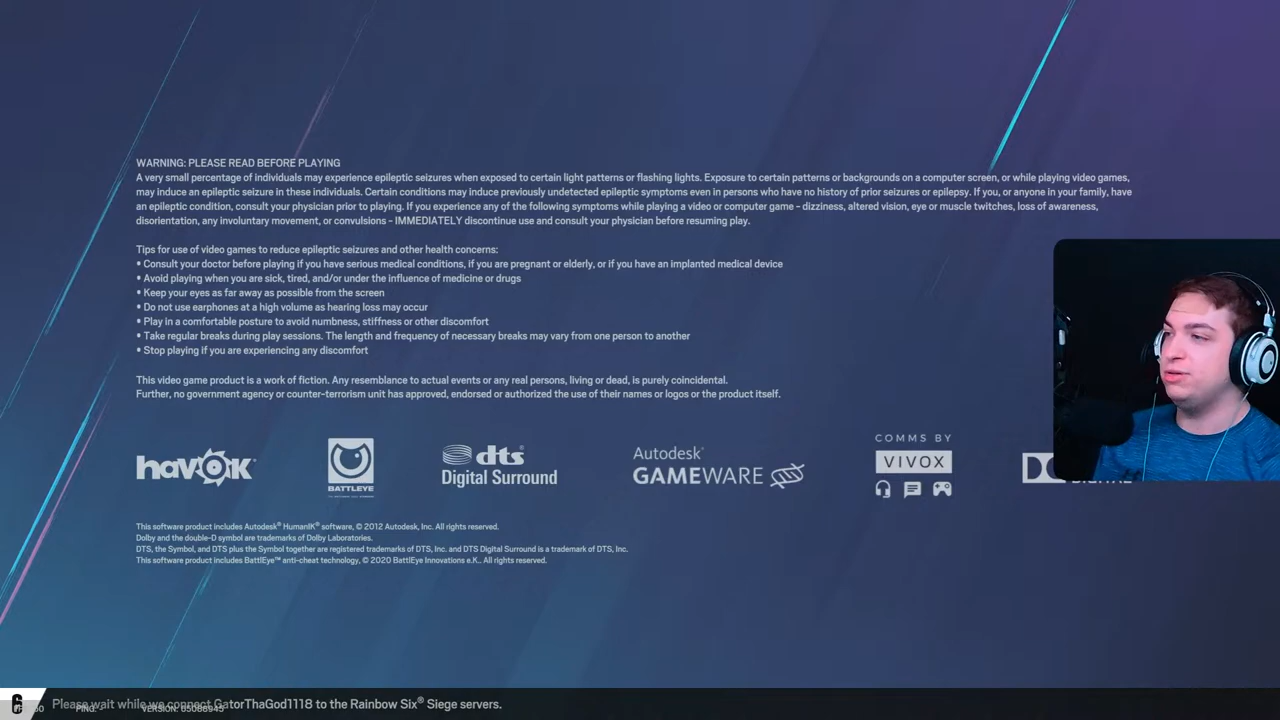 WARNING: PLEASE READ BEFORE PLAYING
A very small percentage of individuals may experience epileptic seizures when exposed to certain light patterns or flashing lights. Exposure to certain patterns or backgrounds on a computer screen, or while playing video games,
may induce an epileptic seizure in these individuals. Certain conditions may induce previously undetected epileptic symptoms even in persons who have no history of prior seizures or epilepsy. If you, or anyone in your family, have
an epileptic condition, consult your physician prior to playing. If you experience any of the following symptoms while playing a video or computer game - dizziness, altered vision, eye or muscle twitches, loss of awareness,
disorientation, any involuntary movement, or convulsions - IMMEDIATELY discontinue use and consult your physician before resuming play.
Tips for use of video games to reduce epileptic seizures and other health concerns:
• Consult your doctor before playing if you have serious medical conditions, if you are pregnant or elderly, or if you have an implanted medical device
• Avoid playing when you are sick, tired, and/or under the influence of medicine or drugs
• Keep your eyes as far away as possible from the screen
• Do not use earphones at a high volume as hearing loss may occur
• Play in a comfortable posture to avoid numbness, stiffness or other discomfort
• Take regular breaks during play sessions. The length and frequency of necessary breaks may vary from one person to another
• Stop playing if you are experiencing any discomfort
This video game product is a work of fiction. Any resemblance to actual events or any real persons, living or dead, is purely coincidental.
Further, no government agency or counter-terrorism unit has approved, endorsed or authorized the use of their names or logos or the product itself.
havok
BATTLEYE
dts
Digital Surround
Autodesk®
GAMEWARE
COMMS BY
VIVOX
This software product includes Autodesk® HumanIK® software, © 2012 Autodesk, Inc. All rights reserved.
Dolby and the double-D symbol are trademarks of Dolby Laboratories.
DTS, the Symbol, and DTS plus the Symbol together are registered trademarks of DTS, Inc. and DTS Digital Surround is a trademark of DTS, Inc.
This software product includes BattlEye™ anti-cheat technology, © 2020 BattlEye Innovations e.K.. All rights reserved.
6 Please wait while we connect GatorThaGod1118 to the Rainbow Six® Siege servers.
PING: VERSION: